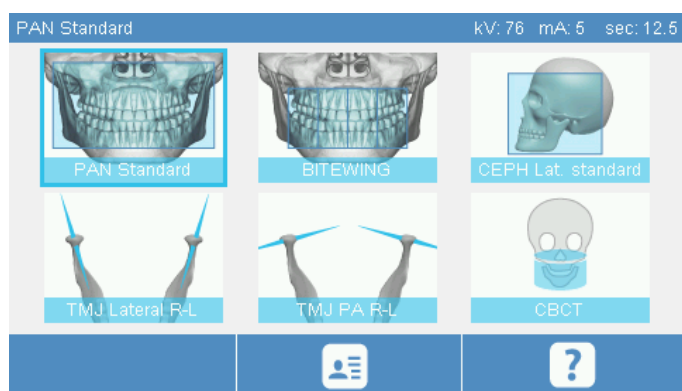 PAN Standard kV: 76 mA: 5 sec: 12.5
PAN Standard BITEWING CEPH Lat. standard
TMJ Lateral R-L TMJ PA R-L CBCT
?